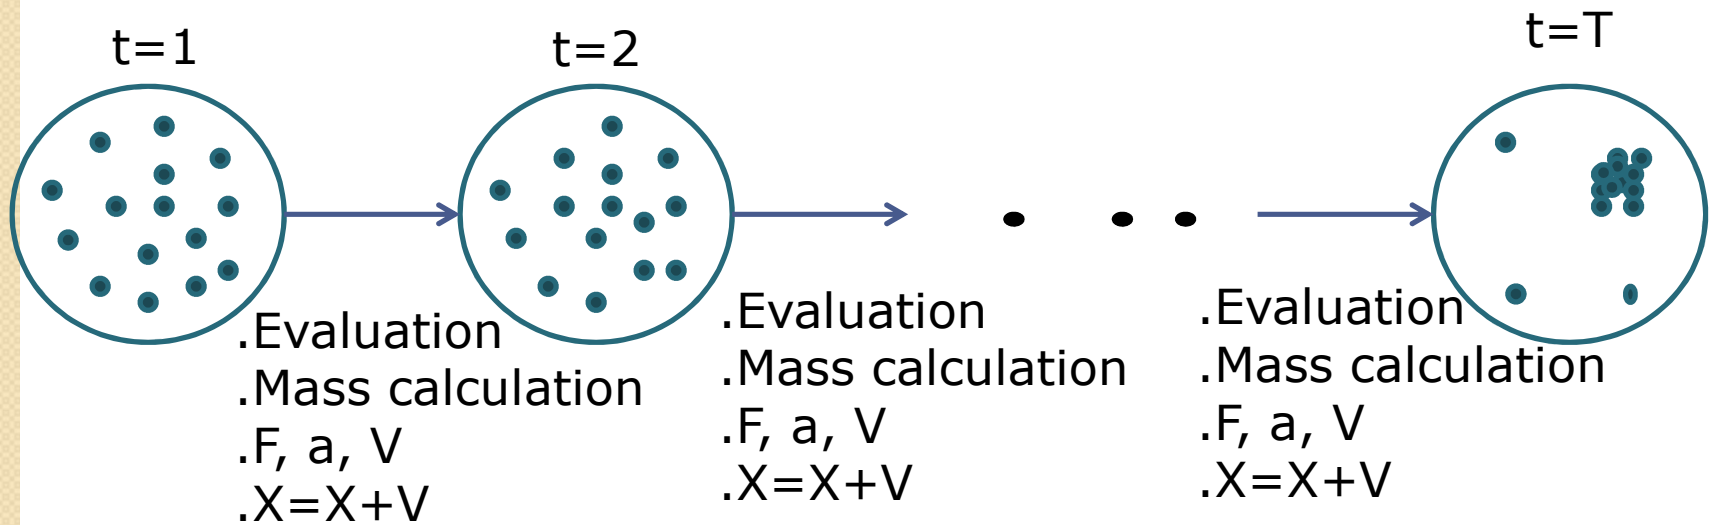 t=1
t=2
t=T
.Evaluation
.Mass calculation
.F, a, V
.X=X+V
.Evaluation
.Mass calculation
.F, a, V
.X=X+V
.Evaluation
.Mass calculation
.F, a, V
.X=X+V